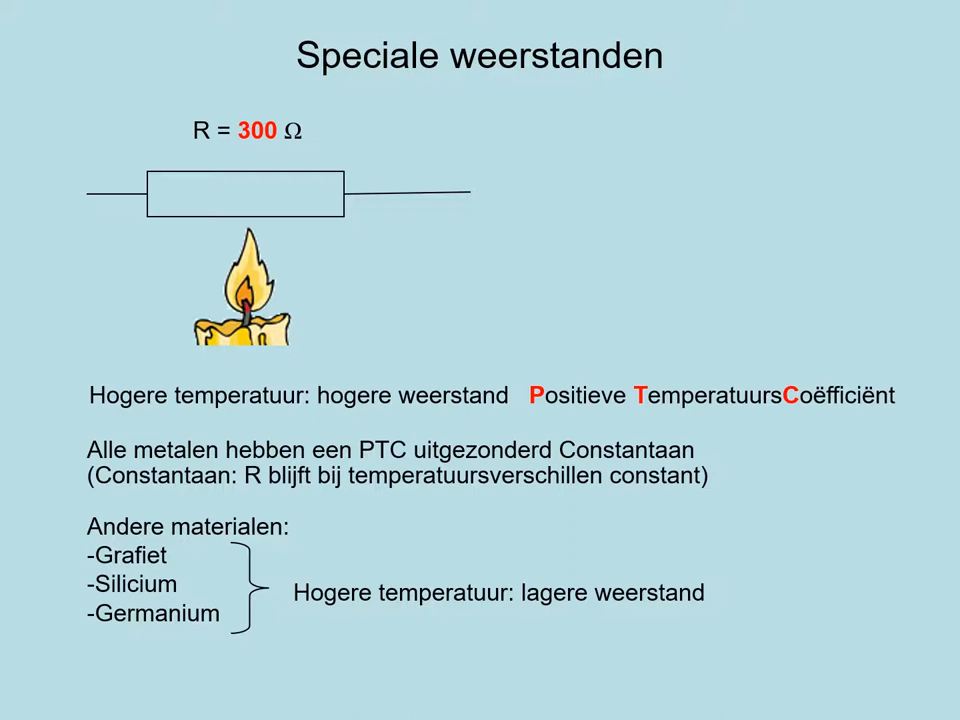 Speciale weerstanden
R = 300 Ω
Hogere temperatuur: hogere weerstand Positieve TemperatuursCoëfficiënt
Alle metalen hebben een PTC uitgezonderd Constantaan
(Constantaan: R blijft bij temperatuursverschillen constant)
Andere materialen:
-Grafiet
-Silicium
-Germanium
Hogere temperatuur: lagere weerstand